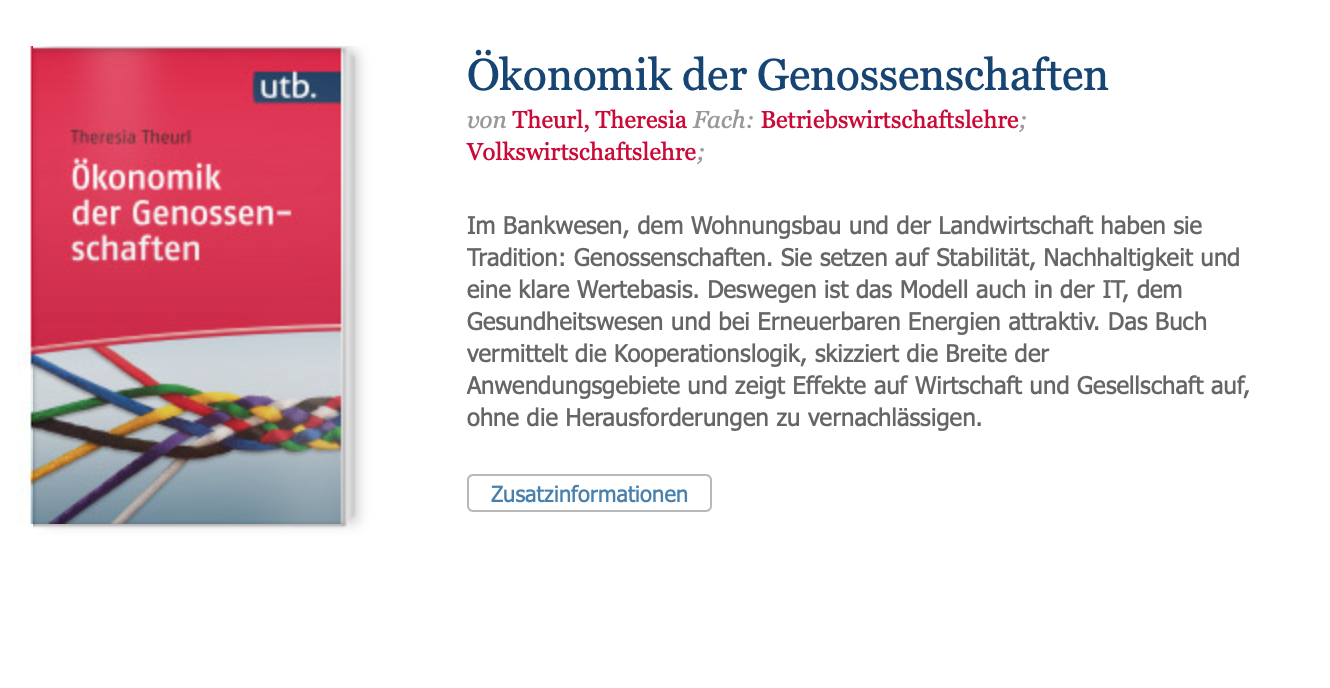 utb.
Theresia Theurl
Ökonomik
der Genossen-
schaften
Ökonomik der Genossenschaften
von Theurl, Theresia Fach: Betriebswirtschaftslehre;
Volkswirtschaftslehre;
Im Bankwesen, dem Wohnungsbau und der Landwirtschaft haben sie
Tradition: Genossenschaften. Sie setzen auf Stabilität, Nachhaltigkeit und
eine klare Wertebasis. Deswegen ist das Modell auch in der IT, dem
Gesundheitswesen und bei Erneuerbaren Energien attraktiv. Das Buch
vermittelt die Kooperationslogik, skizziert die Breite der
Anwendungsgebiete und zeigt Effekte auf Wirtschaft und Gesellschaft auf,
ohne die Herausforderungen zu vernachlässigen.
Zusatzinformationen